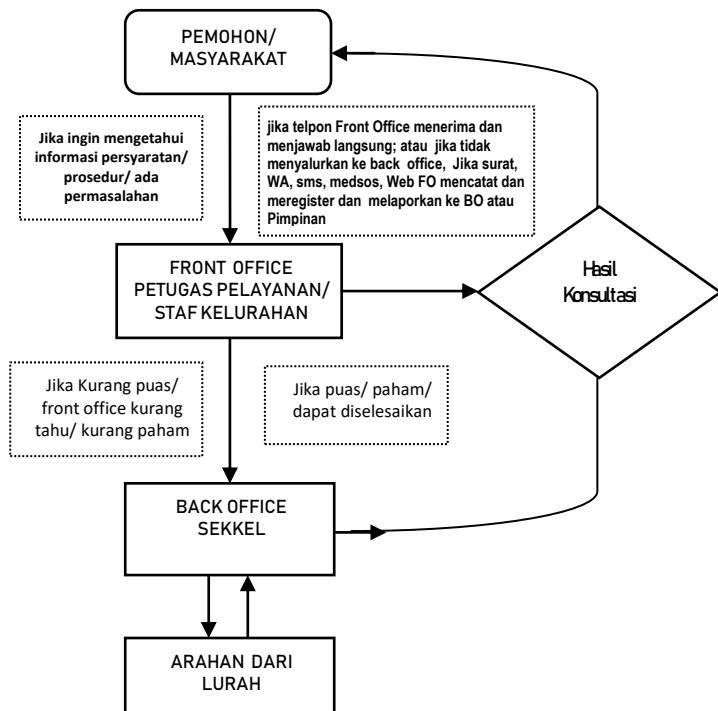 PEMOHON/
MASYARAKAT
Jika ingin mengetahui
informasi persyaratan/
prosedur/ ada
permasalahan
jika telpon Front Office menerima dan
menjawab langsung; atau jika tidak
menyalurkan ke back office, Jika surat,
WA, sms, medsos, Web FO mencatat dan
meregister dan melaporkan ke BO atau
Pimpinan
FRONT OFFICE
PETUGAS PELAYANAN/
STAF KELURAHAN
Hasil
Konsultasi
Jika Kurang puas/
front office kurang
tahu/ kurang paham
Jika puas/ paham/
dapat diselesaikan
BACK OFFICE
SEKKEL
ARAHAN DARI
LURAH